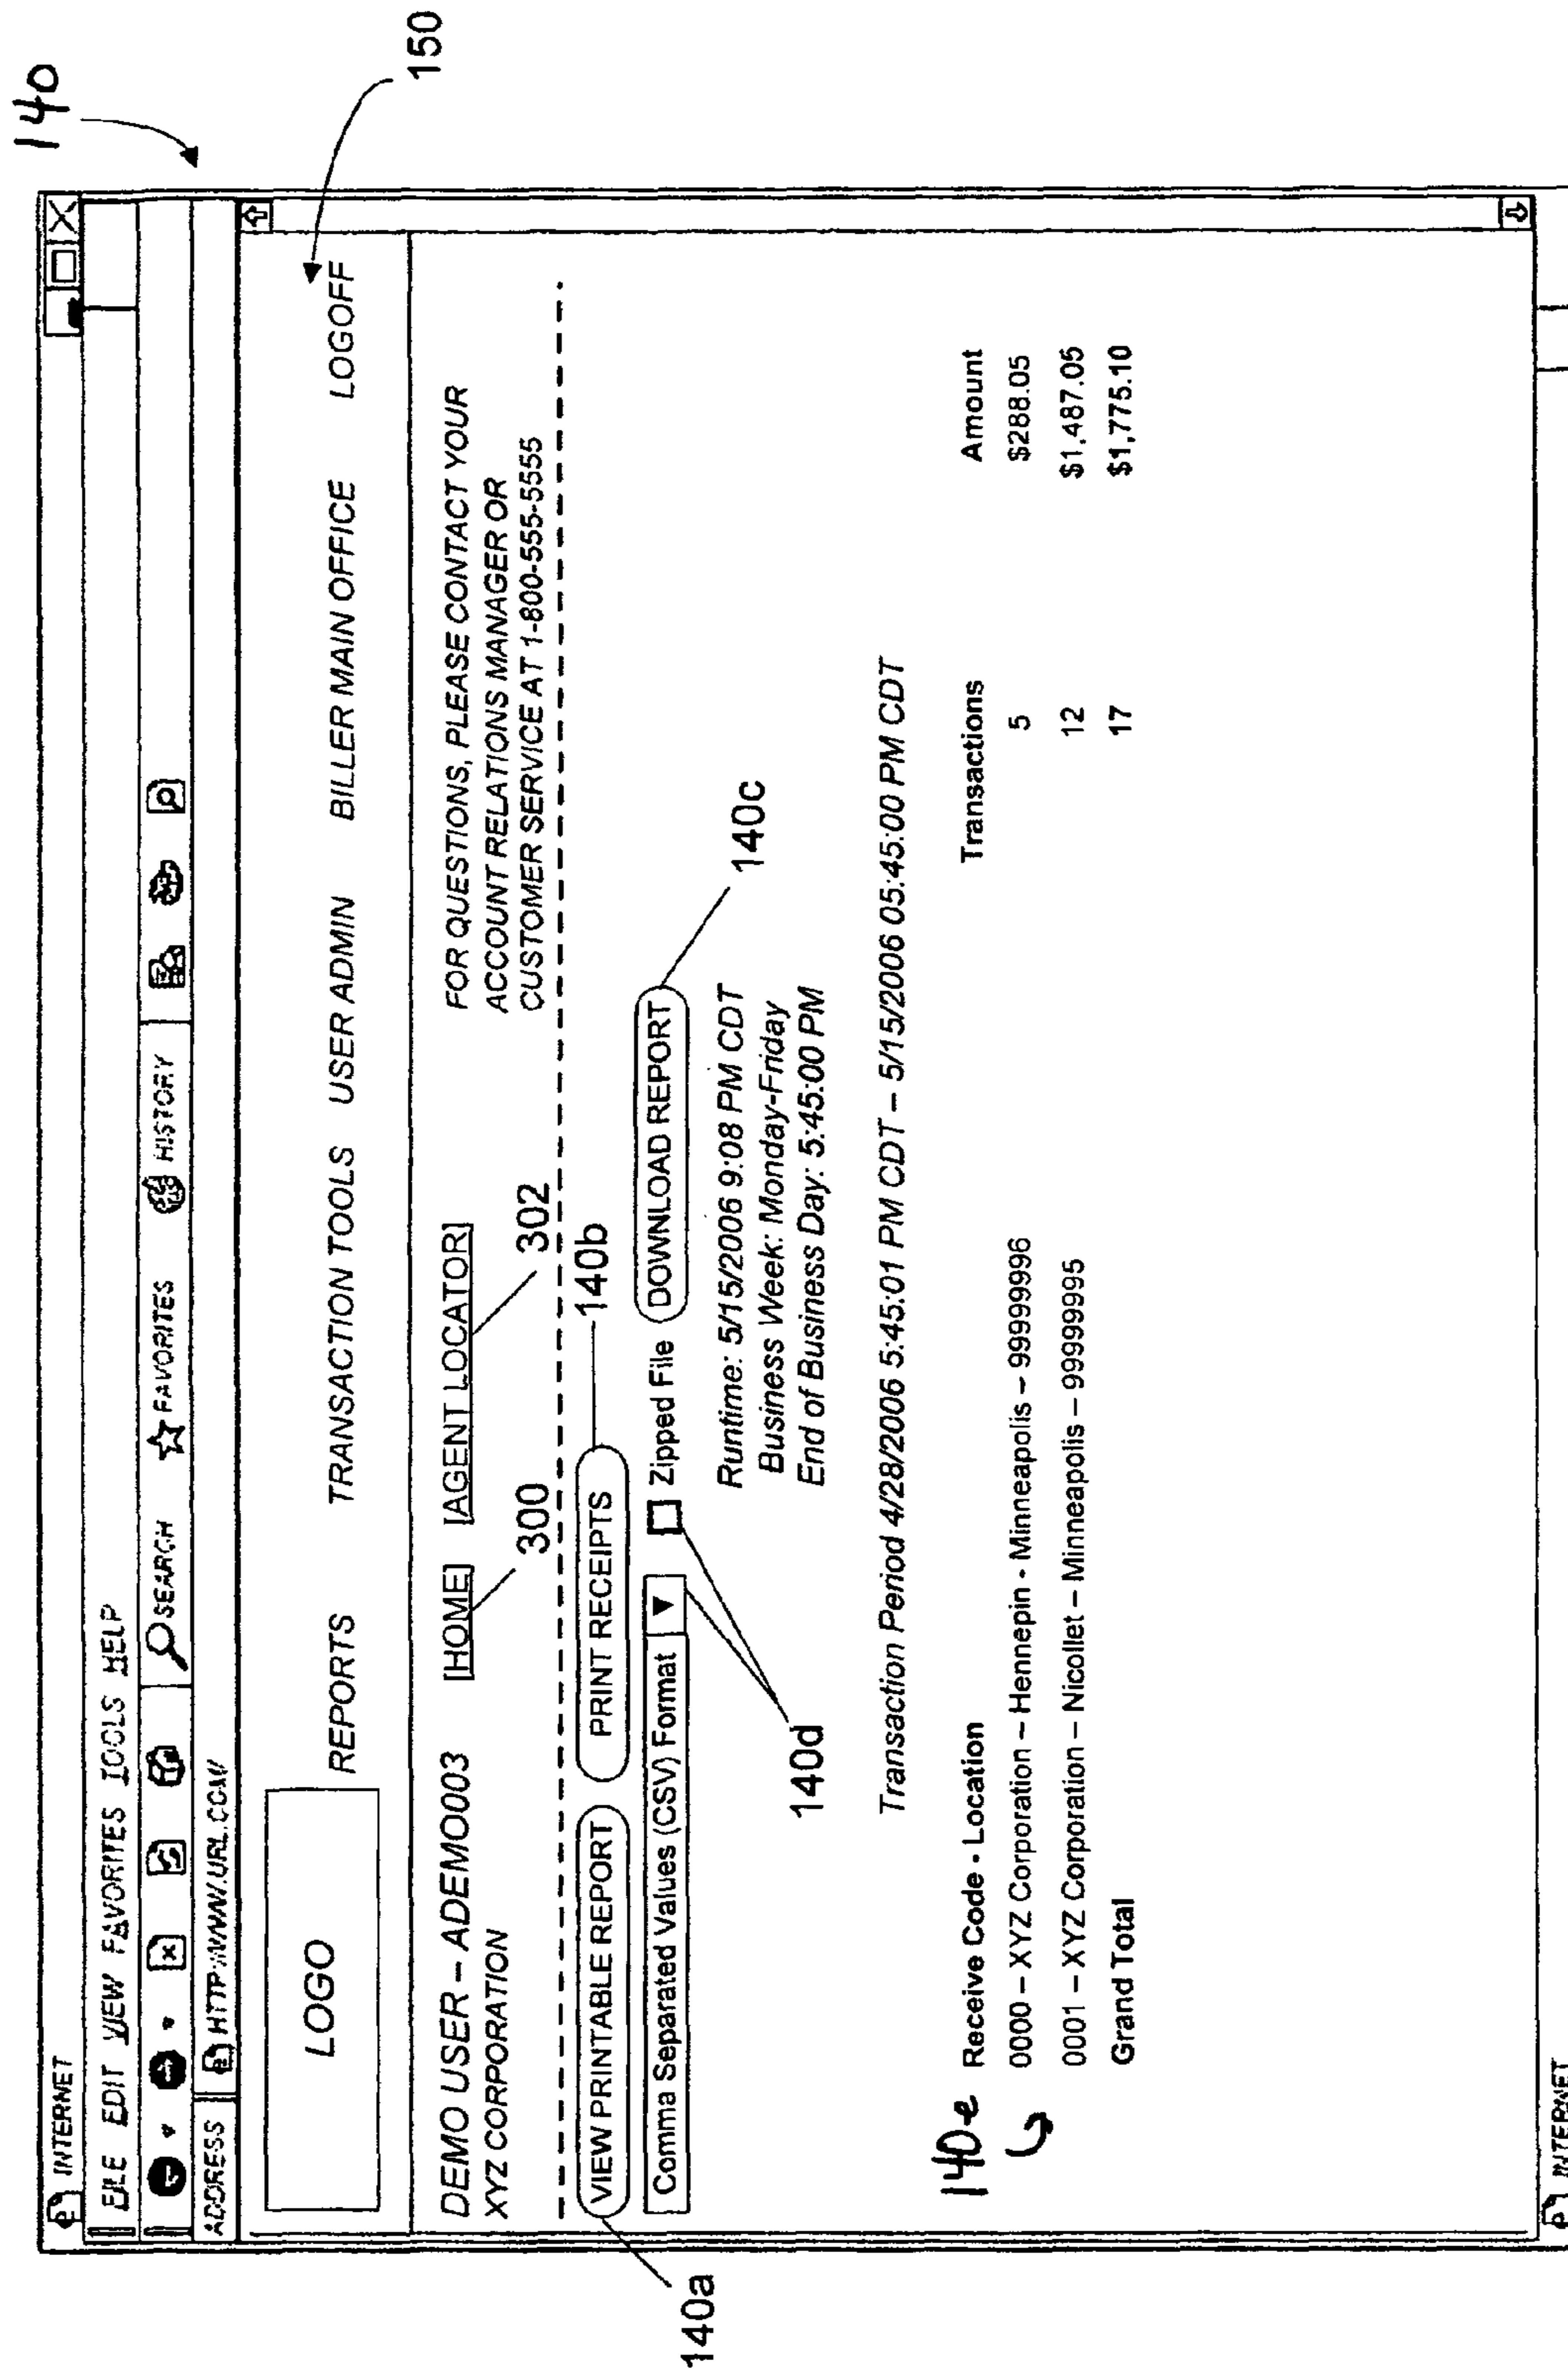 140
INTERNET
FILE EDIT VIEW FAVORITES TOOLS HELP
SEARCH FAVORITES HISTORY
ADDRESS HTTP://WWW.URL.COM/
150
LOGO REPORTS TRANSACTION TOOLS USER ADMIN BILLER MAIN OFFICE LOGOFF
DEMO USER – ADEMO003 [HOME] [AGENT LOCATOR] FOR QUESTIONS, PLEASE CONTACT YOUR
XYZ CORPORATION ACCOUNT RELATIONS MANAGER OR
300 302 CUSTOMER SERVICE AT 1-800-555-5555
140a VIEW PRINTABLE REPORT PRINT RECEIPTS 140b
Comma Separated Values (CSV) Format ▼ Zipped File DOWNLOAD REPORT 140c
140d
Runtime: 5/15/2006 9:08 PM CDT
Business Week: Monday-Friday
End of Business Day: 5:45:00 PM
Transaction Period 4/28/2006 5:45:01 PM CDT – 5/15/2006 05:45:00 PM CDT
140e Receive Code - Location Transactions Amount
0000 – XYZ Corporation – Hennepin - Minneapolis – 99999996 5 $288.05
0001 – XYZ Corporation – Nicollet – Minneapolis – 99999995 12 $1,487.05
Grand Total 17 $1,775.10
INTERNET